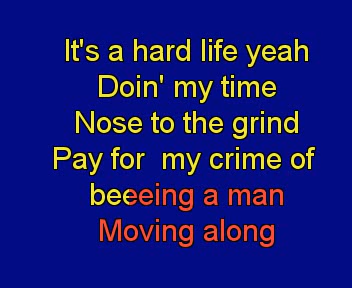 It's a hard life yeah
Doin' my time
Nose to the grind
Pay for  my crime of
beeeing a man
Moving along